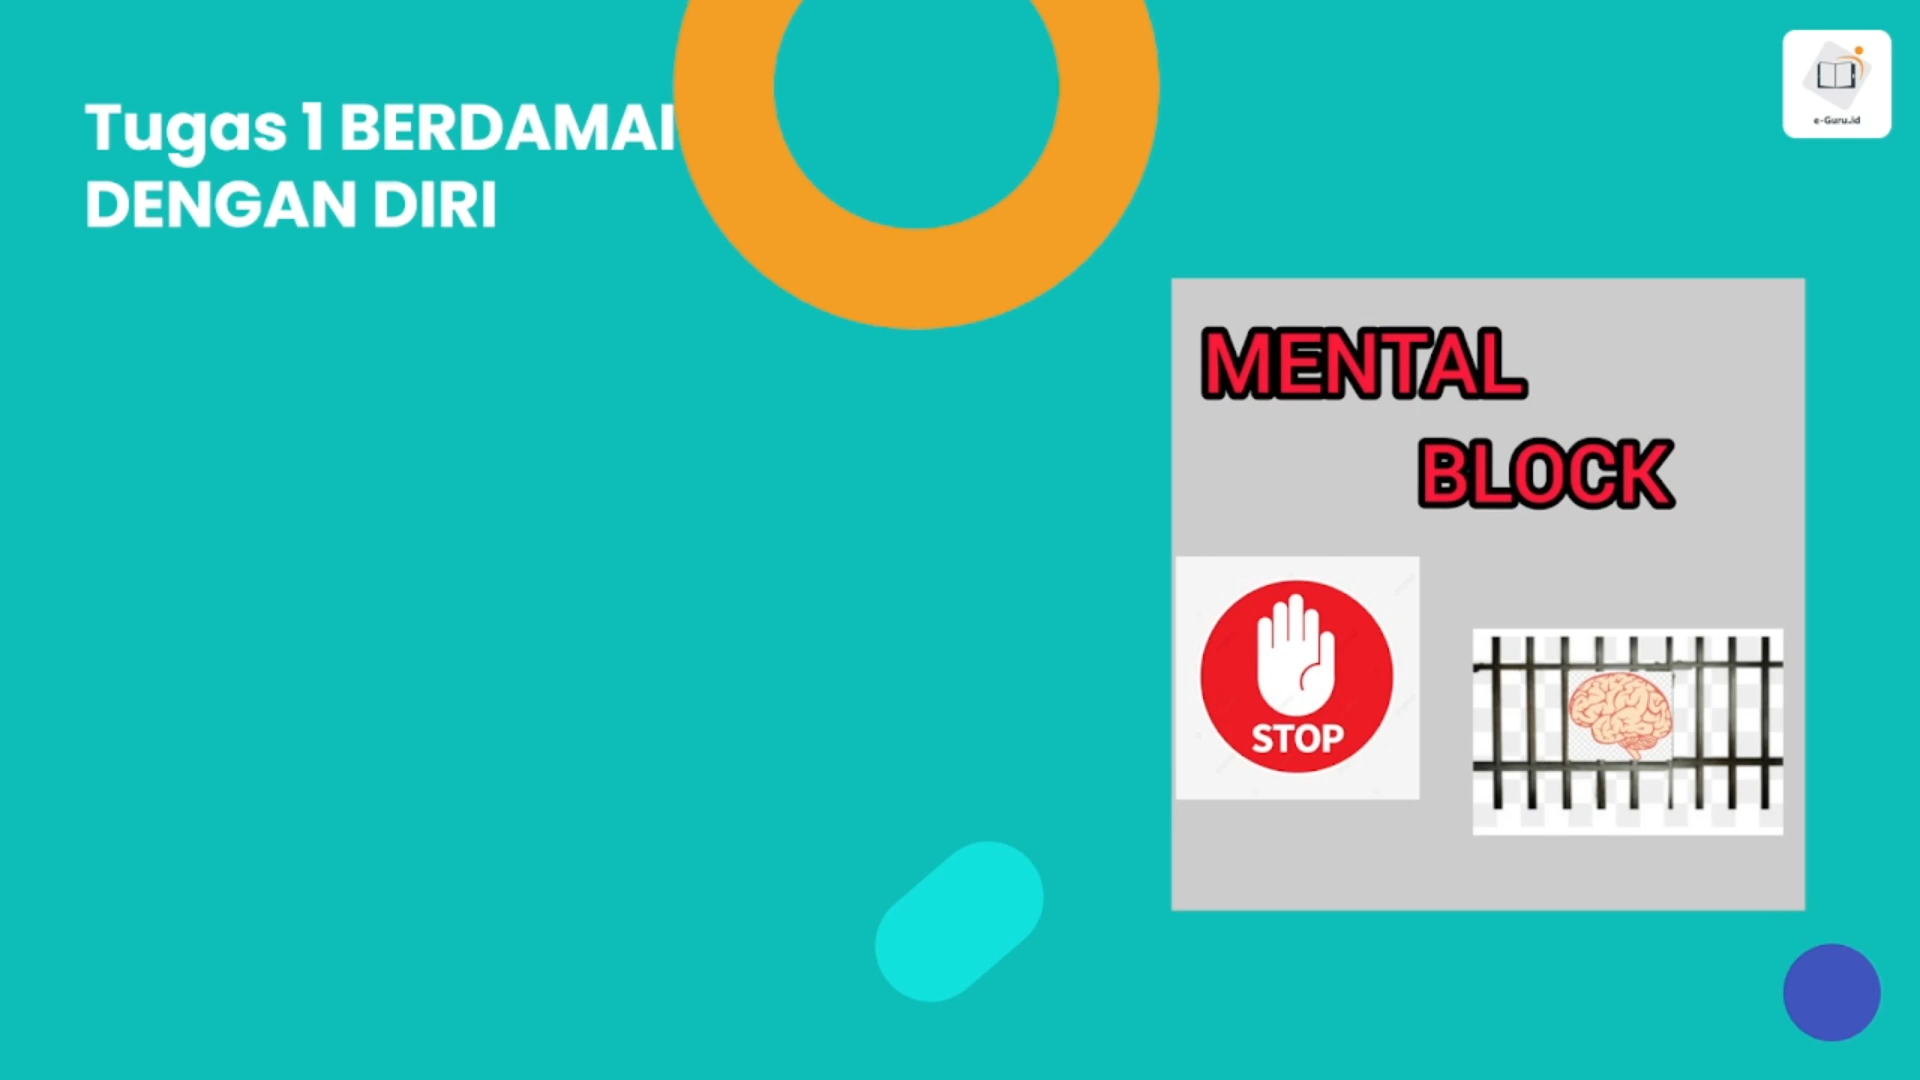 Tugas 1 BERDAMAI
DENGAN DIRI
e-Guru.id
MENTAL
BLOCK
STOP